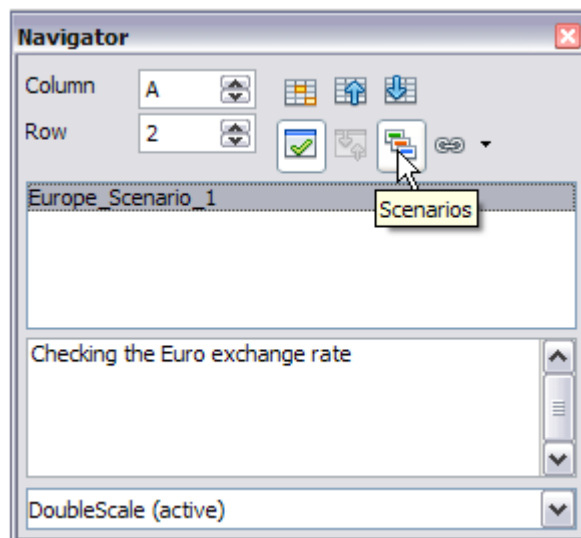 Navigator
Column A
Row 2
Europe_Scenario_1
Scenarios
Checking the Euro exchange rate
DoubleScale (active)